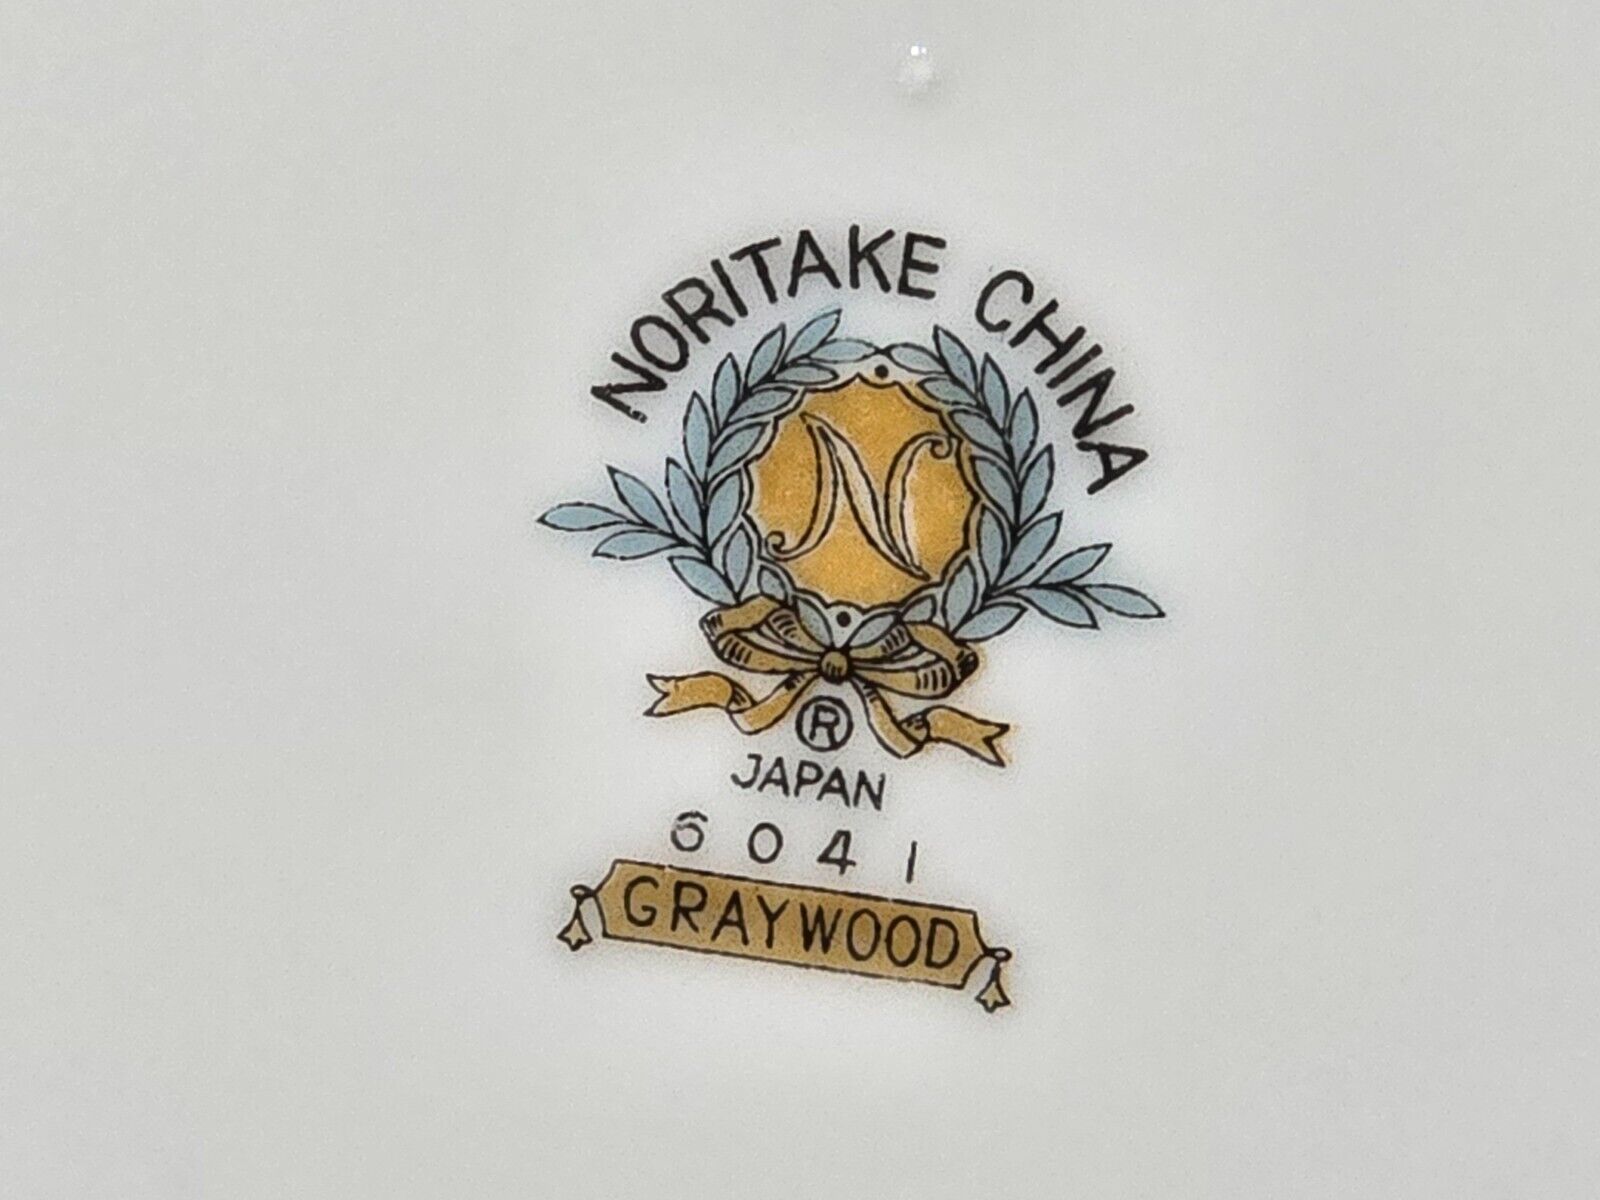 NORITAKE CHINA
N
®
JAPAN
6041
GRAYWOOD